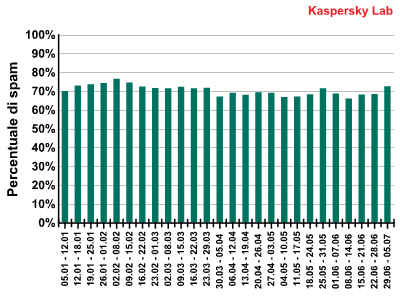 Kaspersky Lab
Percentuale di spam
100%
90%
80%
70%
60%
50%
40%
30%
20%
10%
0%
05.01 - 12.01
12.01 - 18.01
19.01 - 25.01
26.01 - 01.02
02.02 - 08.02
09.02 - 15.02
16.02 - 22.02
23.02 - 01.03
02.03 - 08.03
09.03 - 15.03
16.03 - 22.03
23.03 - 29.03
30.03 - 05.04
06.04 - 12.04
13.04 - 19.04
20.04 - 26.04
27.04 - 03.05
04.05 - 10.05
11.05 - 17.05
18.05 - 24.05
25.05 - 31.05
01.06 - 07.06
08.06 - 14.06
15.06 - 21.06
22.06 - 28.06
29.06 - 05.07